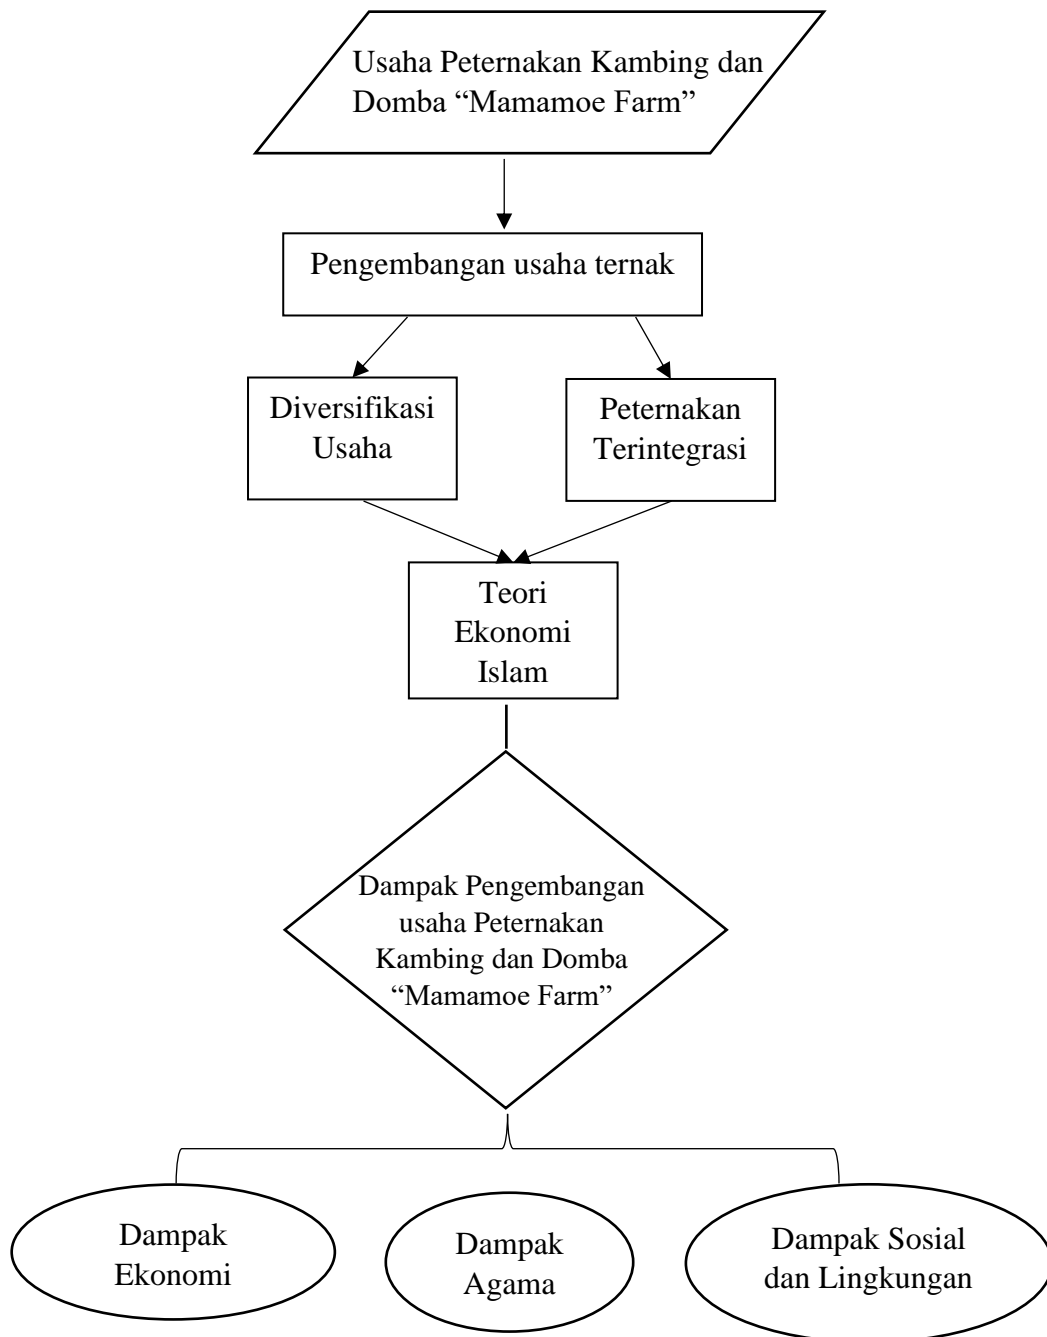 Usaha Peternakan Kambing dan
Domba “Mamamoe Farm”
Pengembangan usaha ternak
Diversifikasi
Usaha
Peternakan
Terintegrasi
Teori
Ekonomi
Islam
Dampak Pengembangan
usaha Peternakan
Kambing dan Domba
“Mamamoe Farm”
Dampak
Ekonomi
Dampak
Agama
Dampak Sosial
dan Lingkungan